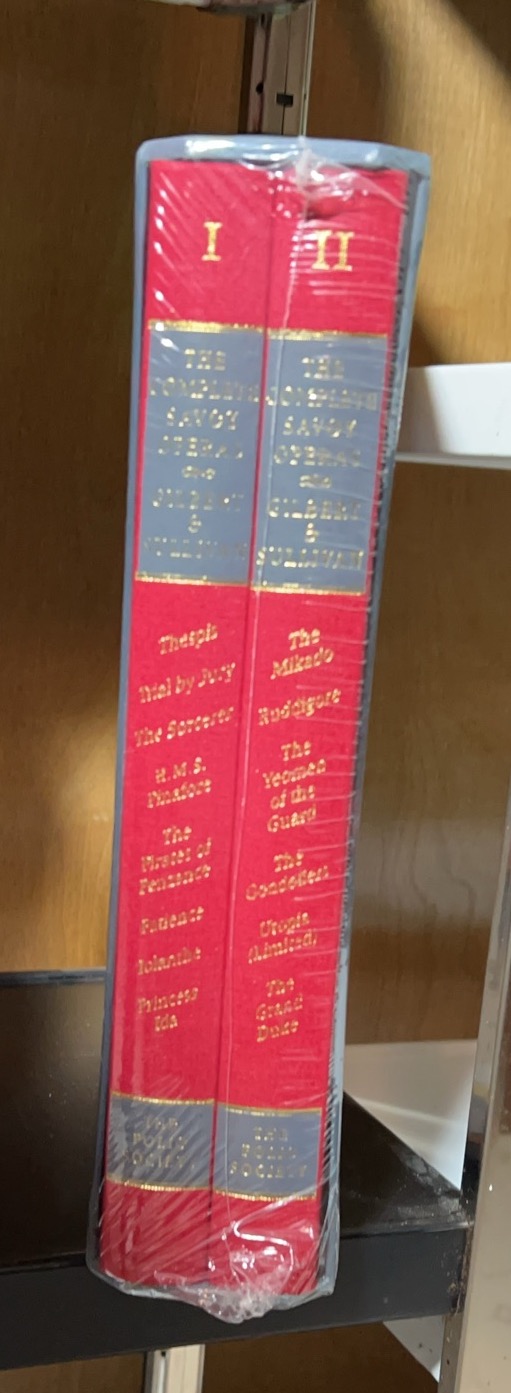 I
THE
COMPLETE
SAVOY
OPERAS
GILBERT
&
SULLIVAN
Thespis
Trial by Jury
The Sorcerer
H.M.S.
Pinafore
The
Pirates of
Penzance
Patience
Iolanthe
Princess
Ida
THE
FOLIO
SOCIETY
II
THE
COMPLETE
SAVOY
OPERAS
GILBERT
&
SULLIVAN
The
Mikado
Ruddigore
The
Yeomen
of the
Guard
The
Gondoliers
Utopia
(Limited)
The
Grand
Duke
THE
FOLIO
SOCIETY